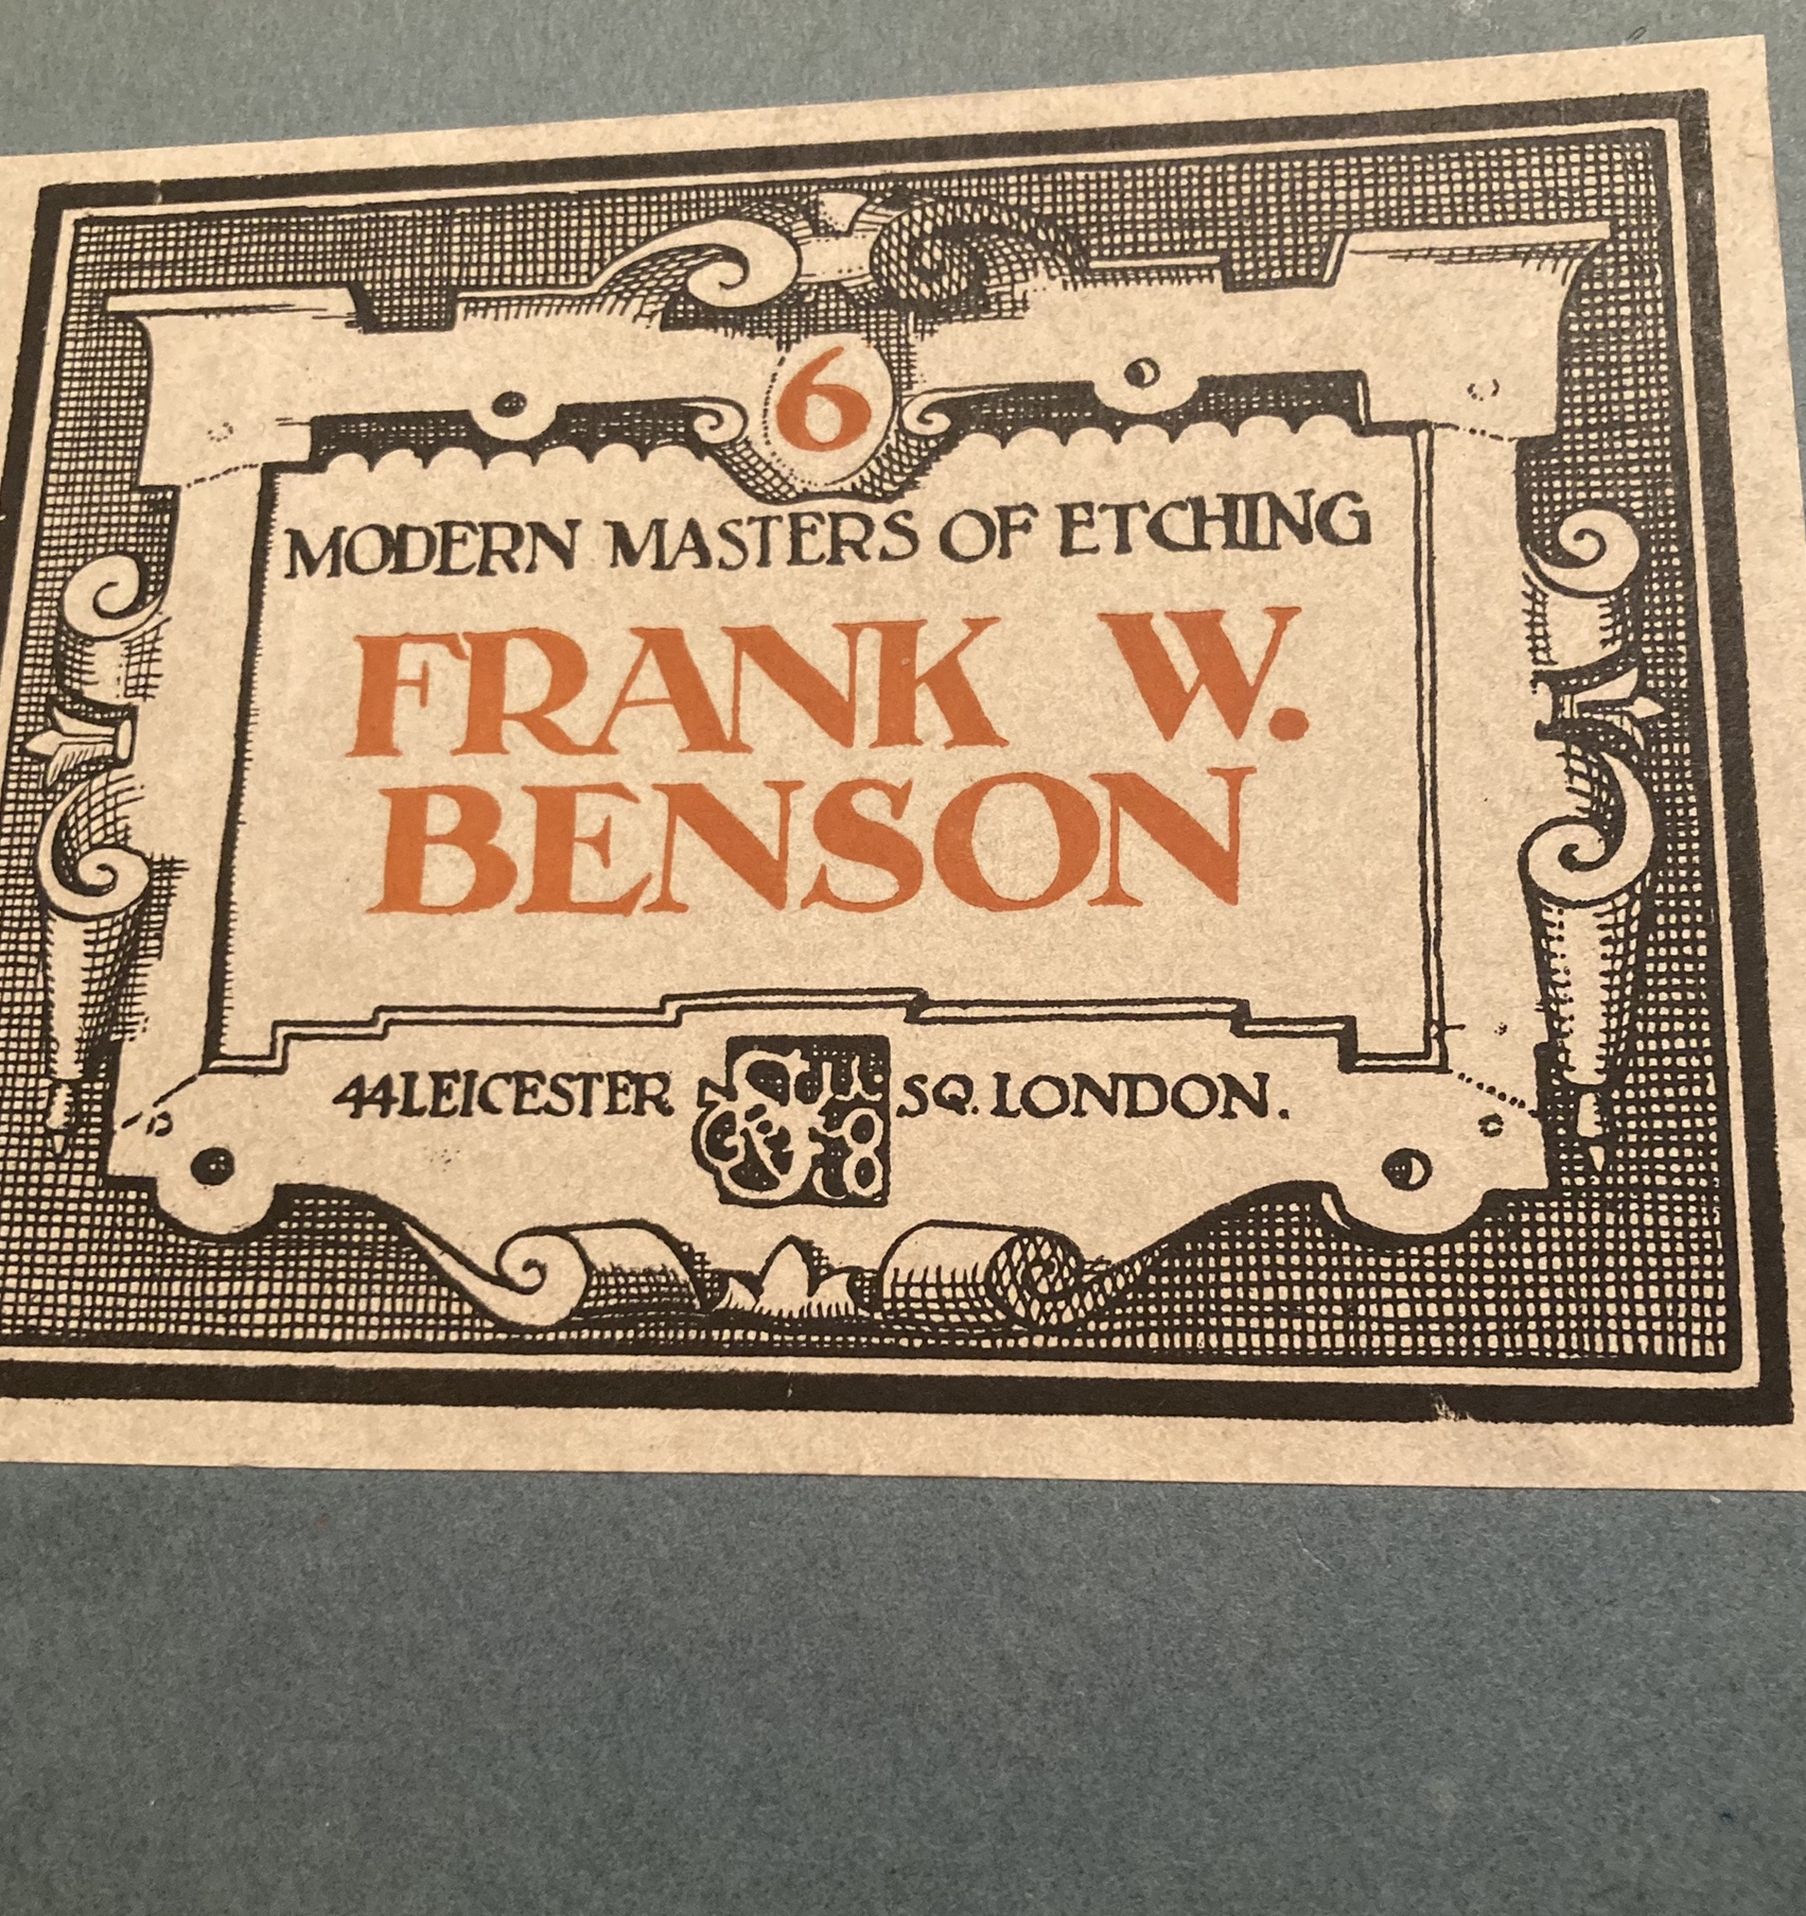 6
MODERN MASTERS OF ETCHING
FRANK W.
BENSON
44 LEICESTER SQ. LONDON.